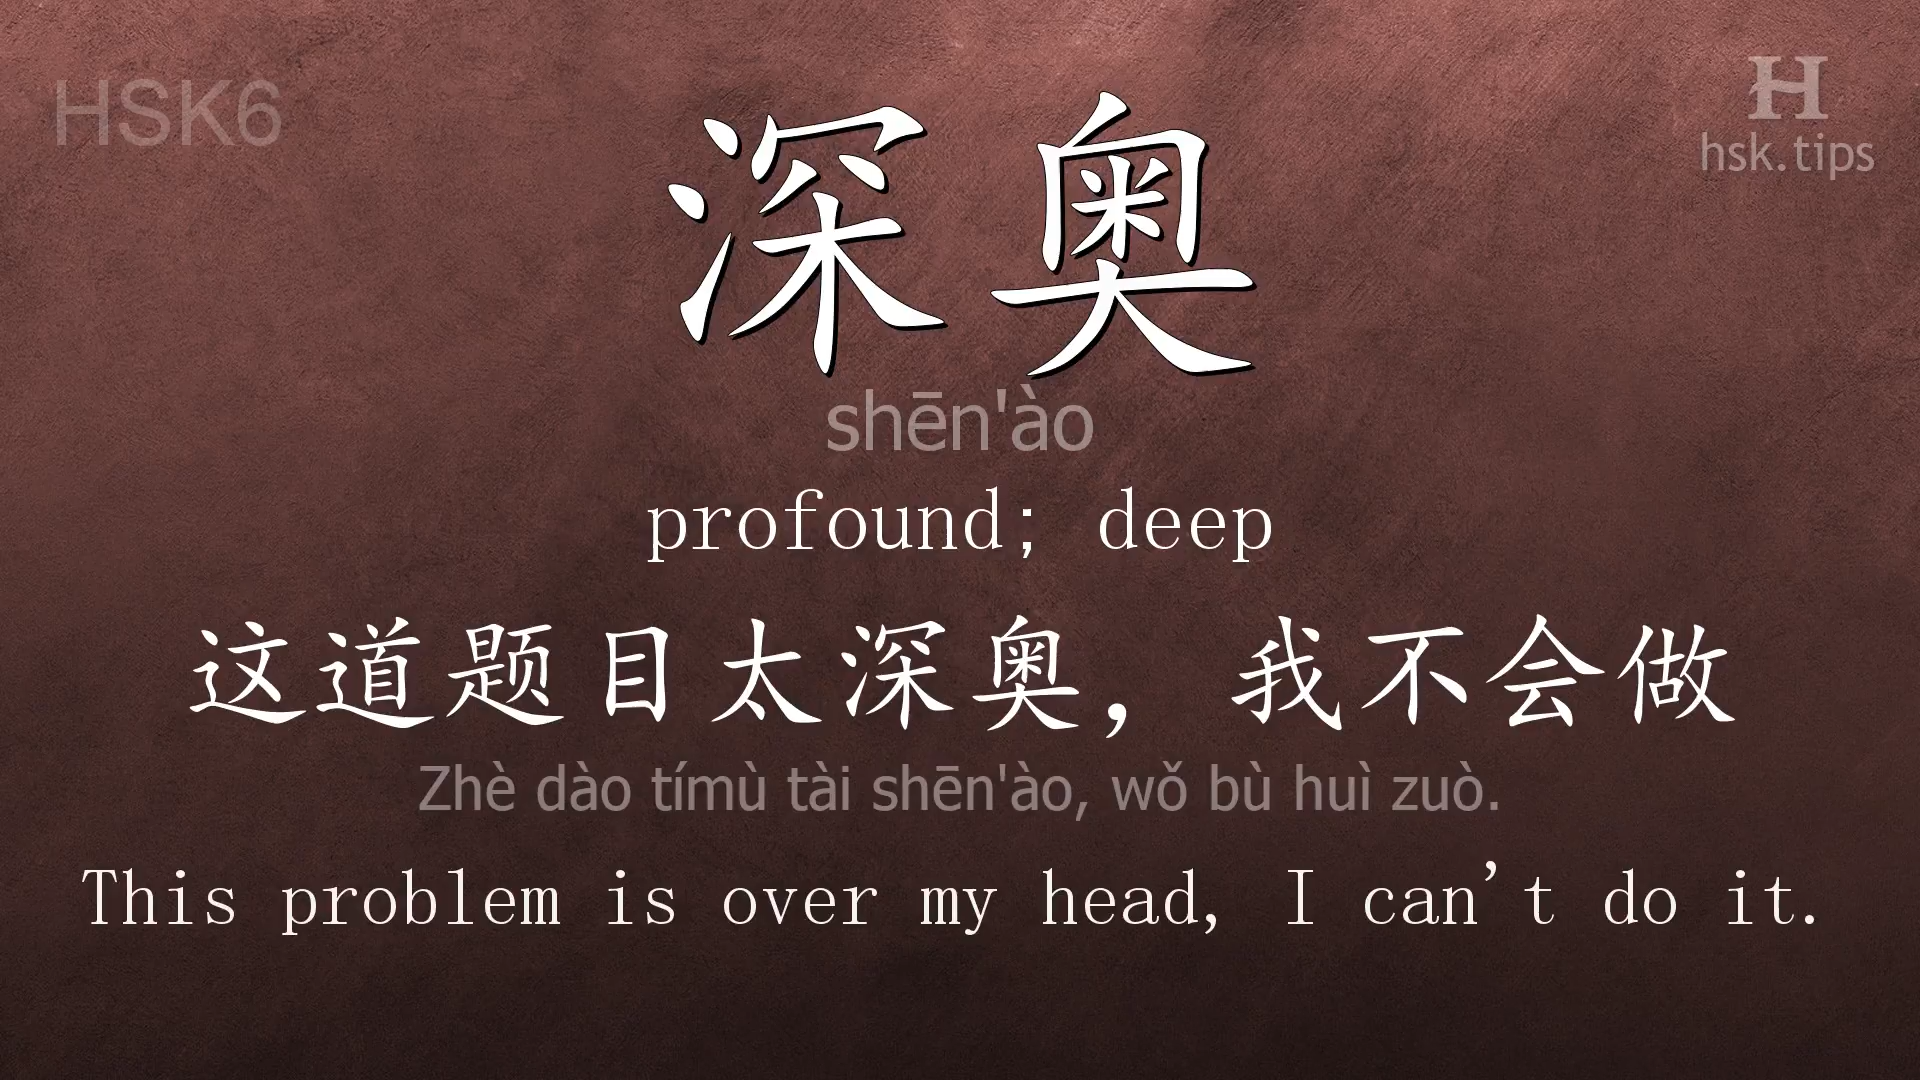 HSK6
H
hsk.tips
深奥
shēn'ào
profound; deep
这道题目太深奥，我不会做
Zhè dào tímù tài shēn'ào, wǒ bù huì zuò.
This problem is over my head, I can't do it.